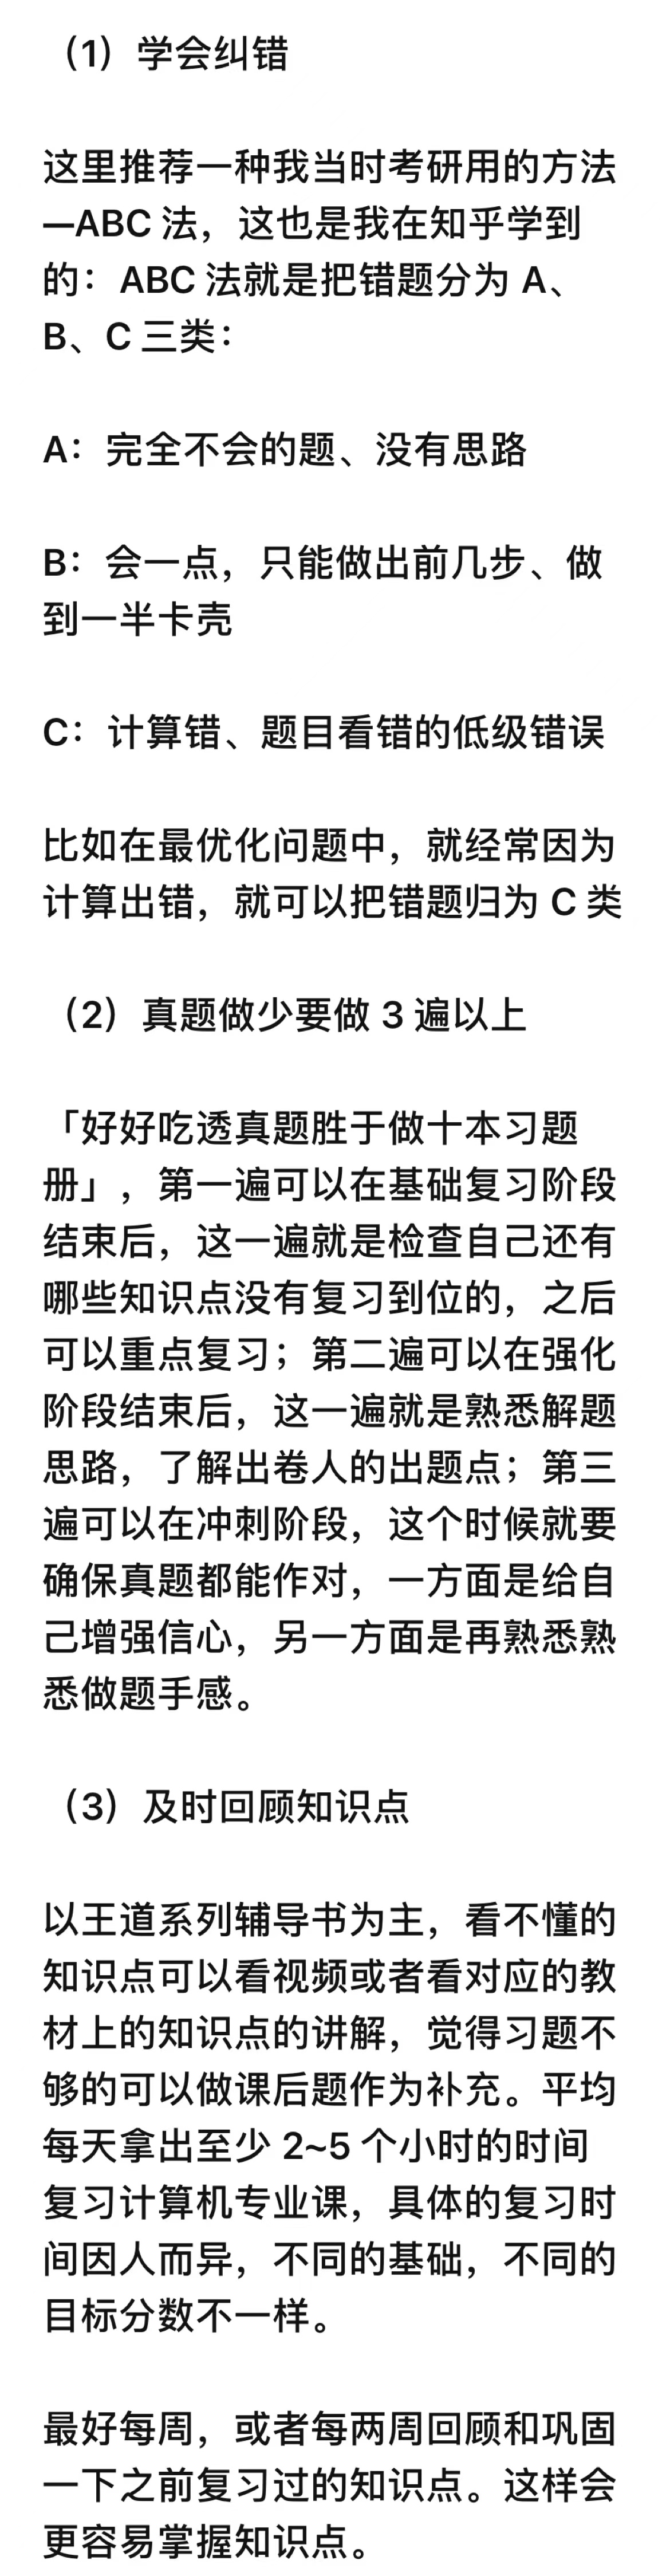 （1）学会纠错
这里推荐一种我当时考研用的方法
—ABC 法，这也是我在知乎学到
的：ABC 法就是把错题分为 A、
B、C 三类：
A：完全不会的题、没有思路
B：会一点，只能做出前几步、做
到一半卡壳
C：计算错、题目看错的低级错误
比如在最优化问题中，就经常因为
计算出错，就可以把错题归为 C 类
（2）真题做少要做 3 遍以上
「好好吃透真题胜于做十本习题
册」，第一遍可以在基础复习阶段
结束后，这一遍就是检查自己还有
哪些知识点没有复习到位的，之后
可以重点复习；第二遍可以在强化
阶段结束后，这一遍就是熟悉解题
思路，了解出卷人的出题点；第三
遍可以在冲刺阶段，这个时候就要
确保真题都能作对，一方面是给自
己增强信心，另一方面是再熟悉熟
悉做题手感。
（3）及时回顾知识点
以王道系列辅导书为主，看不懂的
知识点可以看视频或者看对应的教
材上的知识点的讲解，觉得习题不
够的可以做课后题作为补充。平均
每天拿出至少 2~5 个小时的时间
复习计算机专业课，具体的复习时
间因人而异，不同的基础，不同的
目标分数不一样。
最好每周，或者每两周回顾和巩固
一下之前复习过的知识点。这样会
更容易掌握知识点。